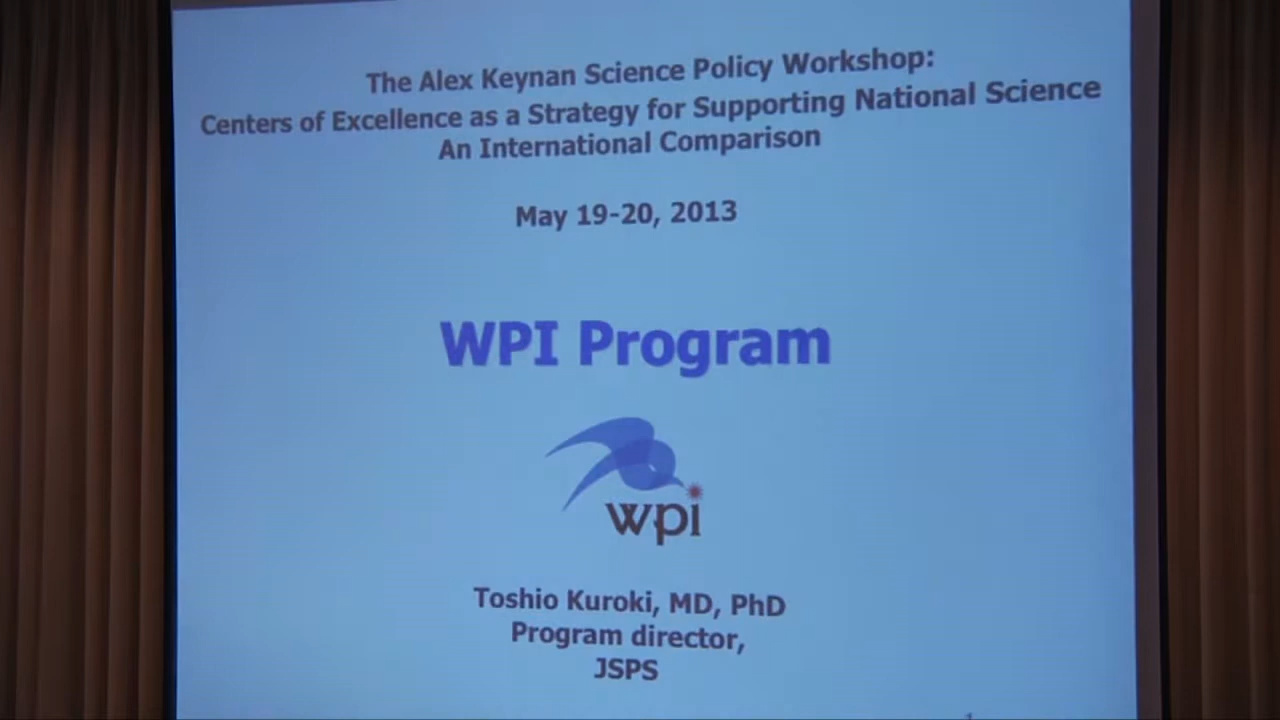 The Alex Keynan Science Policy Workshop:
Centers of Excellence as a Strategy for Supporting National Science
An International Comparison
May 19-20, 2013
WPI Program
wpi
Toshio Kuroki, MD, PhD
Program director,
JSPS